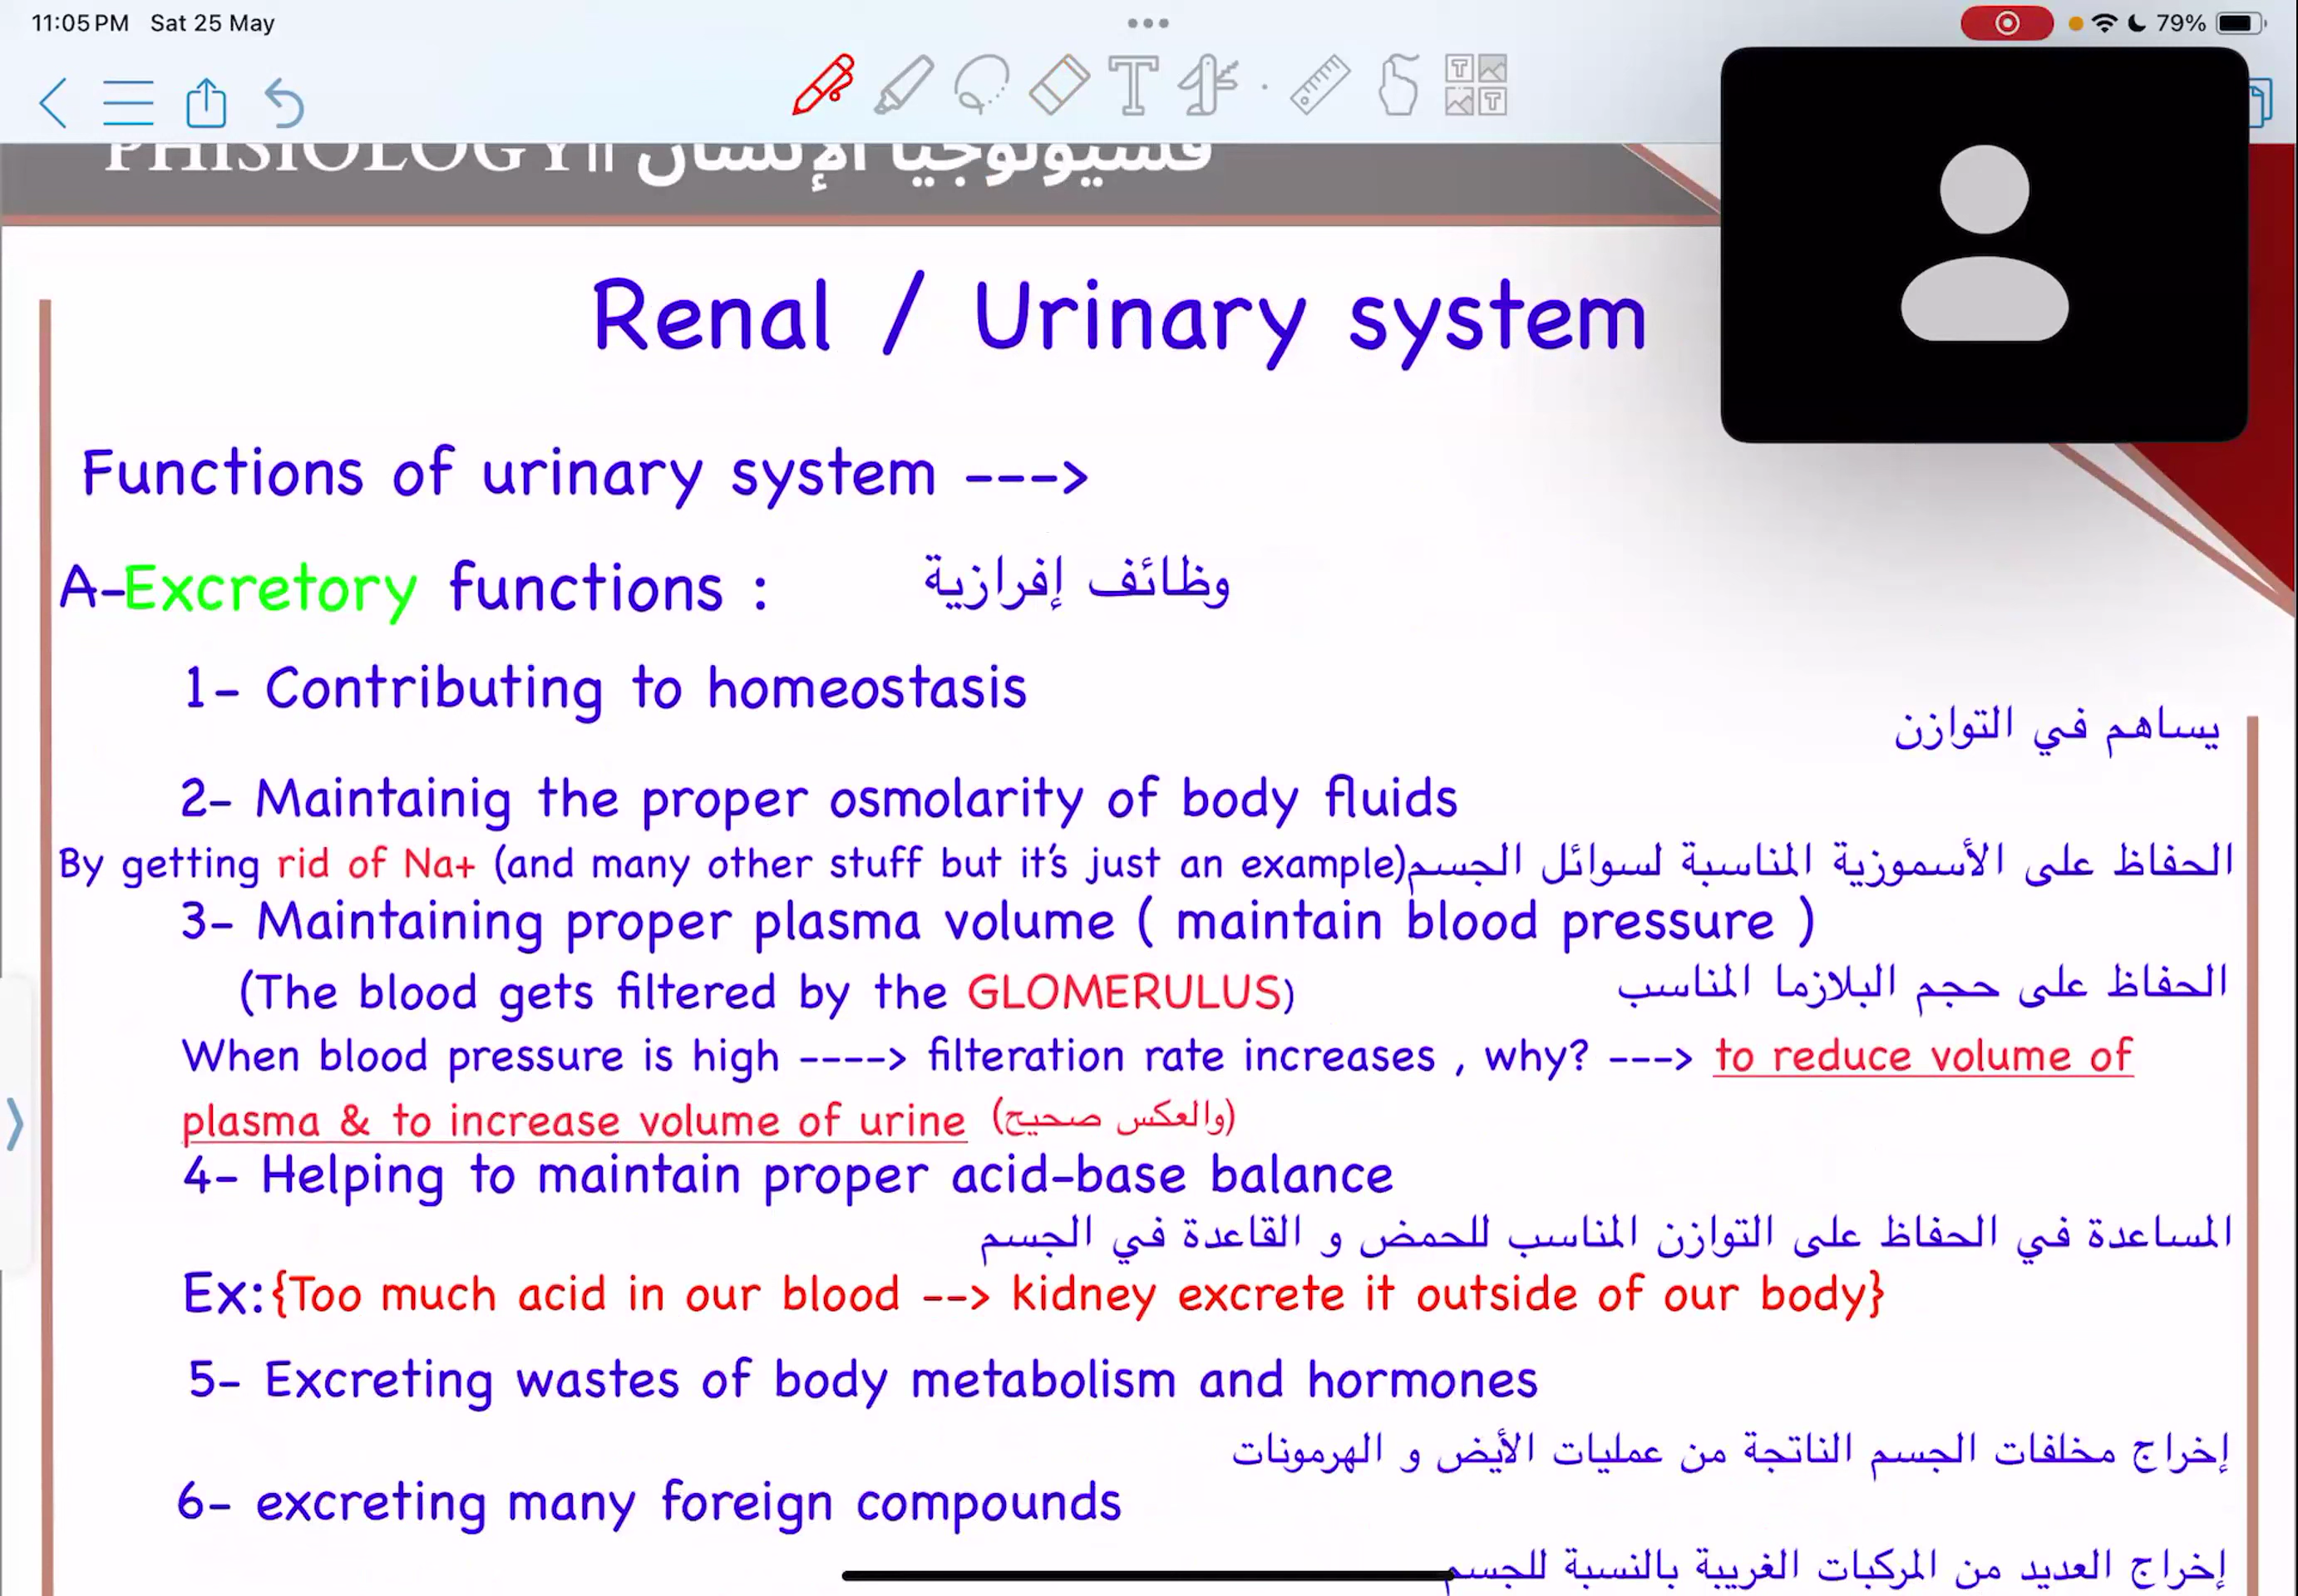 11:05 PM Sat 25 May
79%
PHISIOLOGY|| فسيولوجيا الإنسان
Renal / Urinary system
Functions of urinary system --->
A-Excretory functions : وظائف إفرازية
1- Contributing to homeostasis
يساهم في التوازن
2- Maintainig the proper osmolarity of body fluids
By getting rid of Na+ (and many other stuff but it's just an example) الحفاظ على الأسموزية المناسبة لسوائل الجسم
3- Maintaining proper plasma volume ( maintain blood pressure )
(The blood gets filtered by the GLOMERULUS) الحفاظ على حجم البلازما المناسب
When blood pressure is high ----> filteration rate increases , why? ---> to reduce volume of
plasma & to increase volume of urine (والعكس صحيح)
4- Helping to maintain proper acid-base balance
المساعدة في الحفاظ على التوازن المناسب للحمض و القاعدة في الجسم
Ex:{Too much acid in our blood --> kidney excrete it outside of our body}
5- Excreting wastes of body metabolism and hormones
إخراج مخلفات الجسم الناتجة من عمليات الأيض و الهرمونات
6- excreting many foreign compounds
إخراج العديد من المركبات الغريبة بالنسبة للجسم